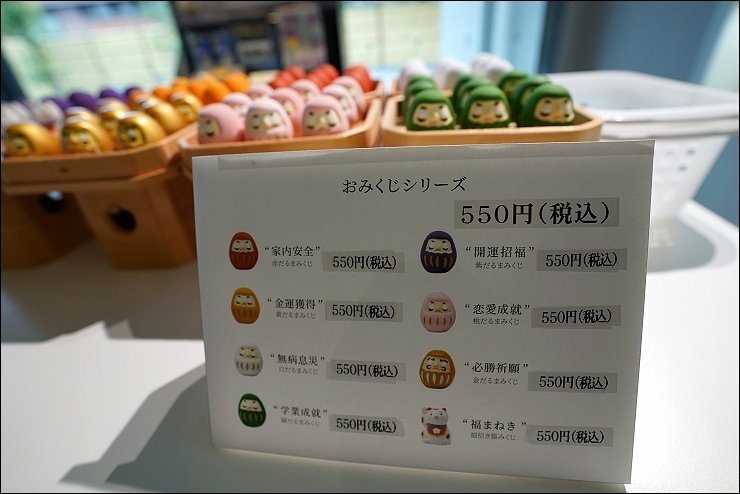 おみくじシリーズ
550円(税込)
“家内安全”
赤だるまみくじ
550円(税込)
“金運獲得”
黄だるまみくじ
550円(税込)
“無病息災”
白だるまみくじ
550円(税込)
“学業成就”
緑だるまみくじ
550円(税込)
“開運招福”
紫だるまみくじ
550円(税込)
“恋愛成就”
桃だるまみくじ
550円(税込)
“必勝祈願”
金だるまみくじ
550円(税込)
“福まねき”
招き猫みくじ
550円(税込)